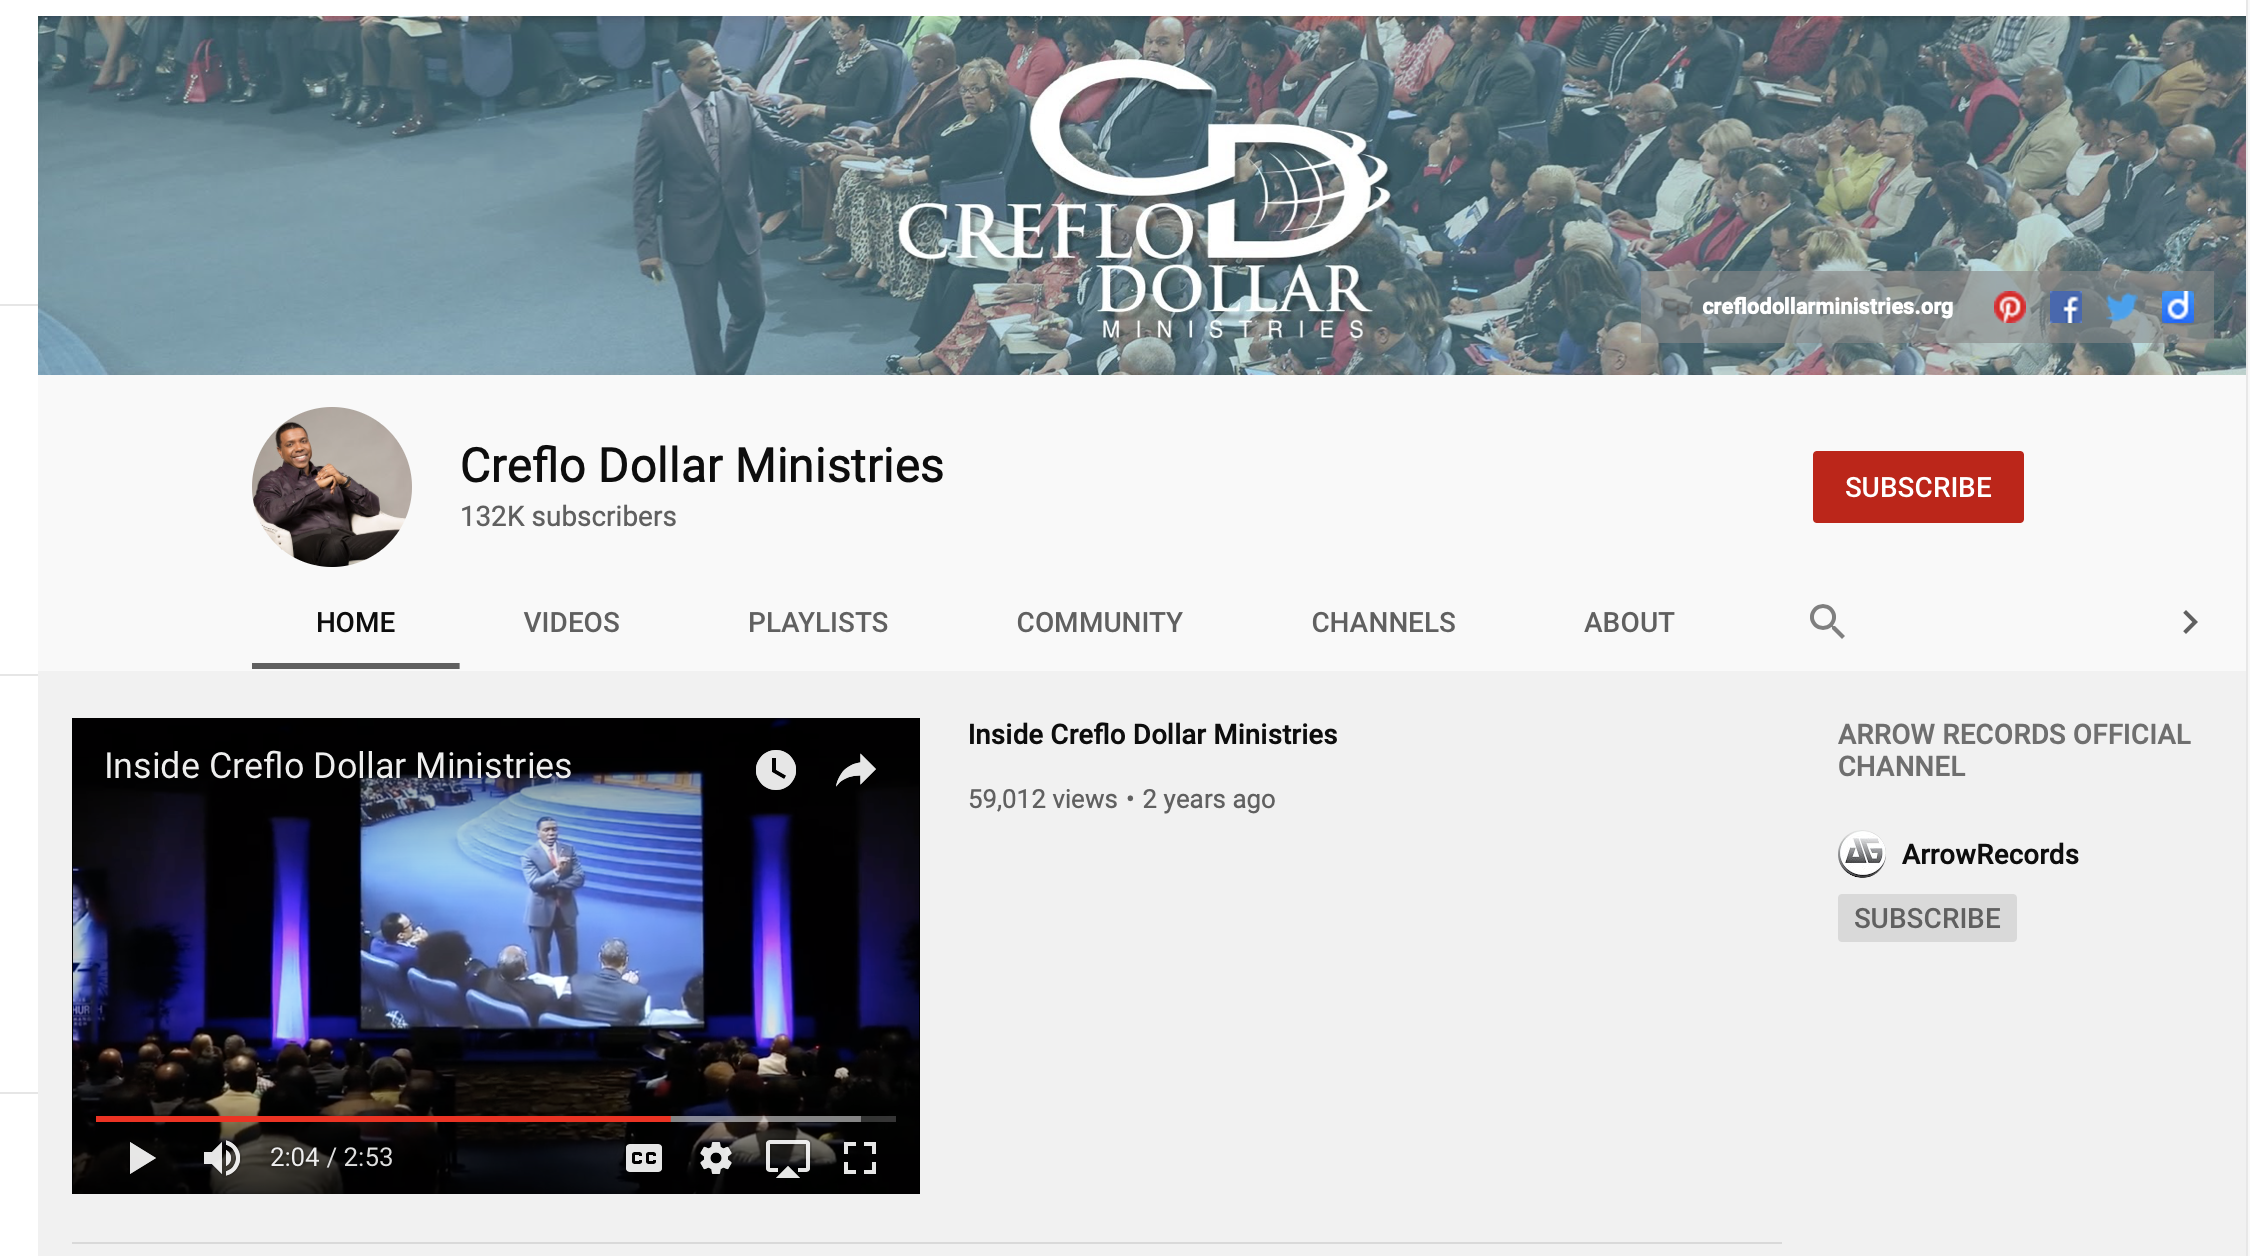 CD
CREFLO
DOLLAR
MINISTRIES
creflodollarministries.org
Creflo Dollar Ministries
132K subscribers
SUBSCRIBE
HOME VIDEOS PLAYLISTS COMMUNITY CHANNELS ABOUT
Inside Creflo Dollar Ministries
2:04 / 2:53
CC
Inside Creflo Dollar Ministries
59,012 views • 2 years ago
ARROW RECORDS OFFICIAL
CHANNEL
AG
ArrowRecords
SUBSCRIBE